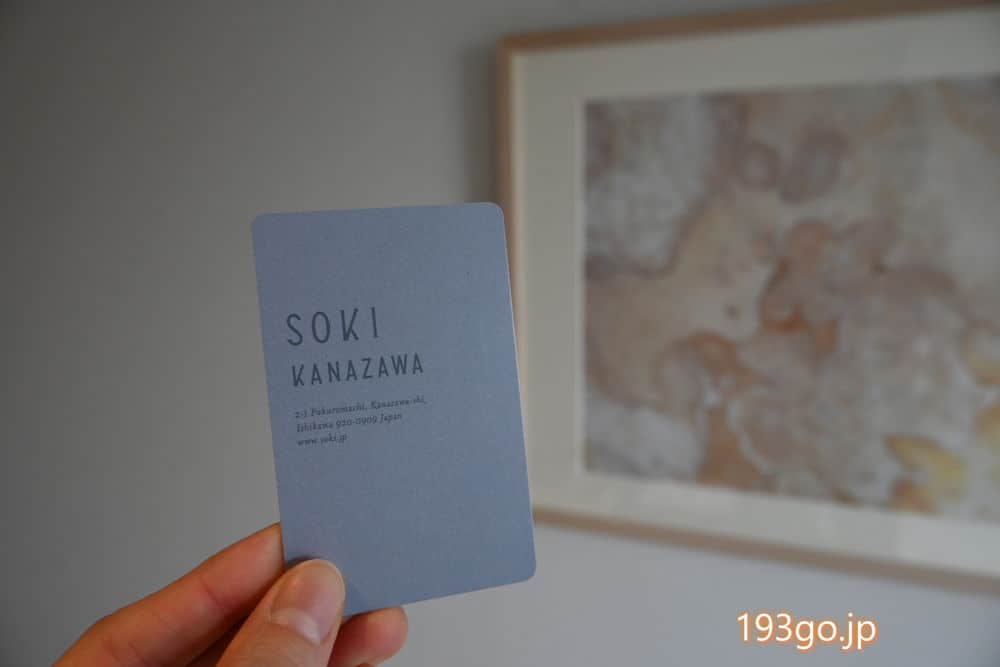 SOKI
KANAZAWA
2-1 Fukuromachi, Kanazawa-shi,
Ishikawa 920-0909 Japan
www.soki.jp
193go.jp